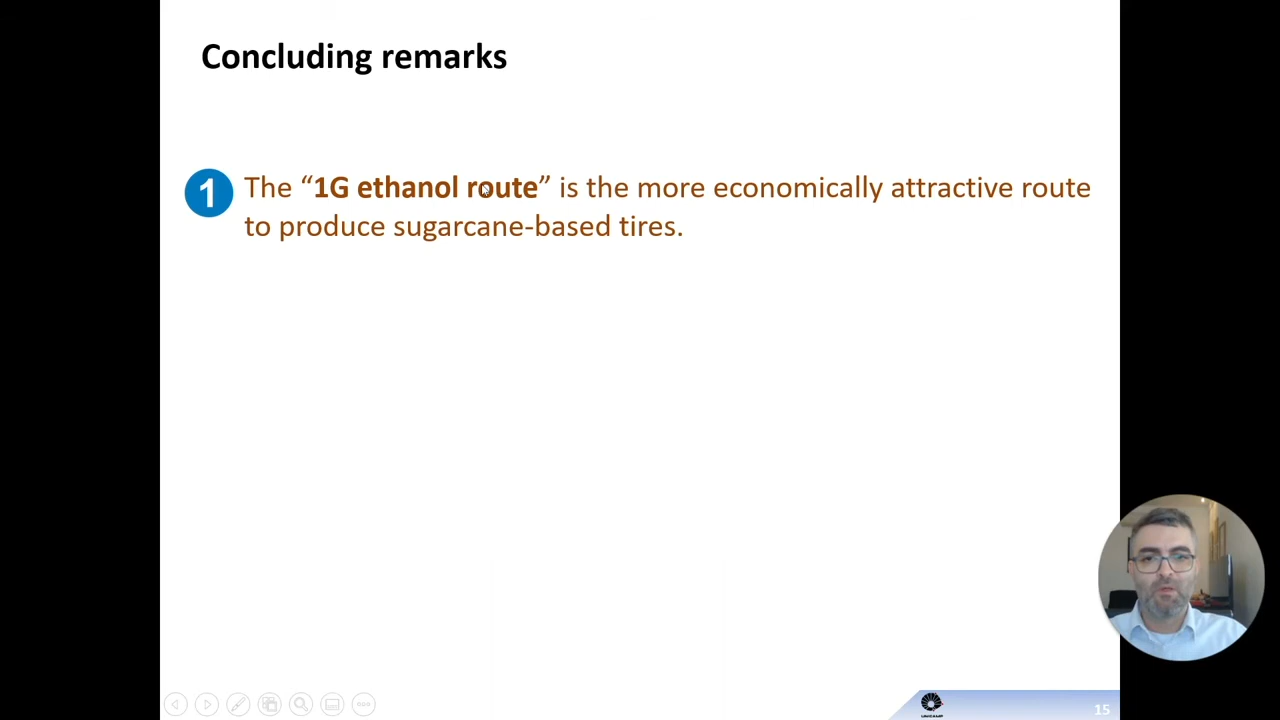 Concluding remarks
1
The “1G ethanol route” is the more economically attractive route
to produce sugarcane-based tires.
UNICAMP
15